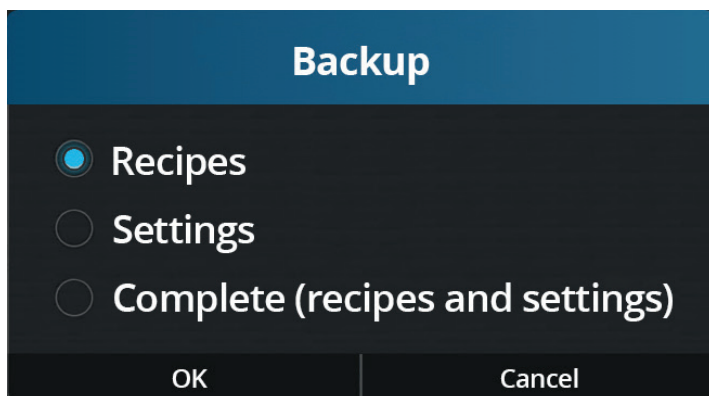 Backup
Recipes
Settings
Complete (recipes and settings)
OK Cancel